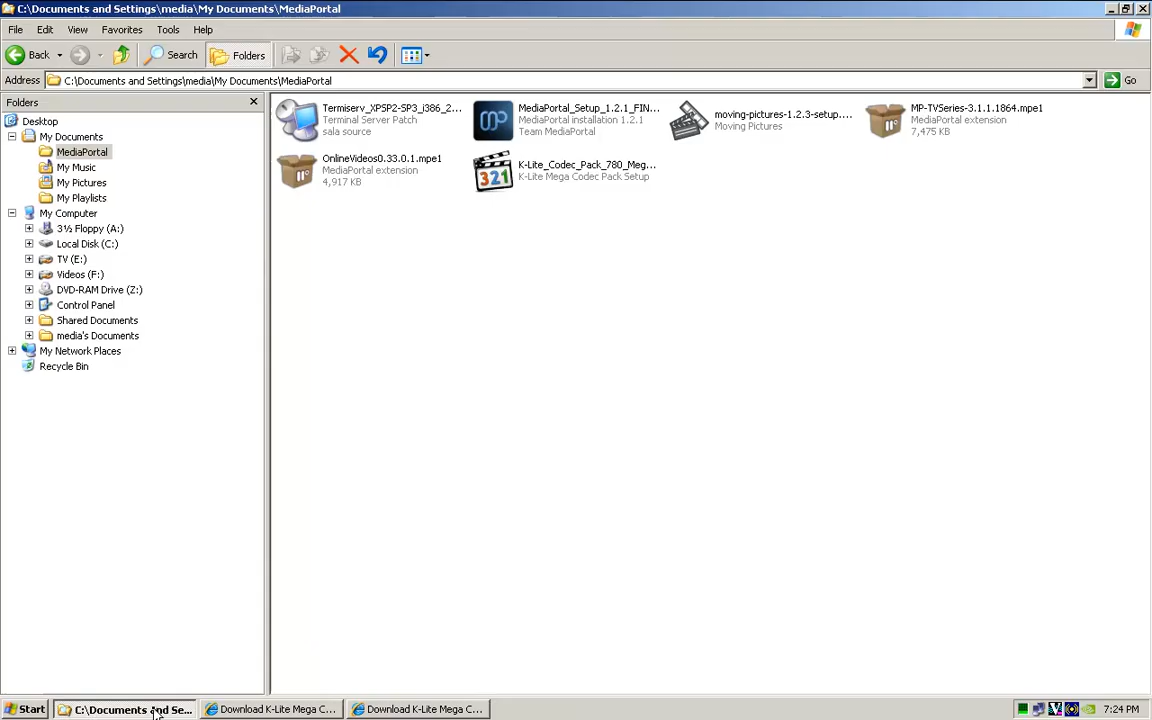 C:\Documents and Settings\media\My Documents\MediaPortal
File Edit View Favorites Tools Help
Back Search Folders
Address C:\Documents and Settings\media\My Documents\MediaPortal Go
Folders
Desktop
My Documents
MediaPortal
My Music
My Pictures
My Playlists
My Computer
3½ Floppy (A:)
Local Disk (C:)
TV (E:)
Videos (F:)
DVD-RAM Drive (Z:)
Control Panel
Shared Documents
media's Documents
My Network Places
Recycle Bin
Termiserv_XPSP2-SP3_i386_2...
Terminal Server Patch
sala source
MediaPortal_Setup_1.2.1_FIN...
MediaPortal installation 1.2.1
Team MediaPortal
moving-pictures-1.2.3-setup....
Moving Pictures
MP-TVSeries-3.1.1.1864.mpe1
MediaPortal extension
7,475 KB
OnlineVideos0.33.0.1.mpe1
MediaPortal extension
4,917 KB
321
K-Lite_Codec_Pack_780_Meg...
K-Lite Mega Codec Pack Setup
Start C:\Documents and Se... Download K-Lite Mega C... Download K-Lite Mega C... 7:24 PM